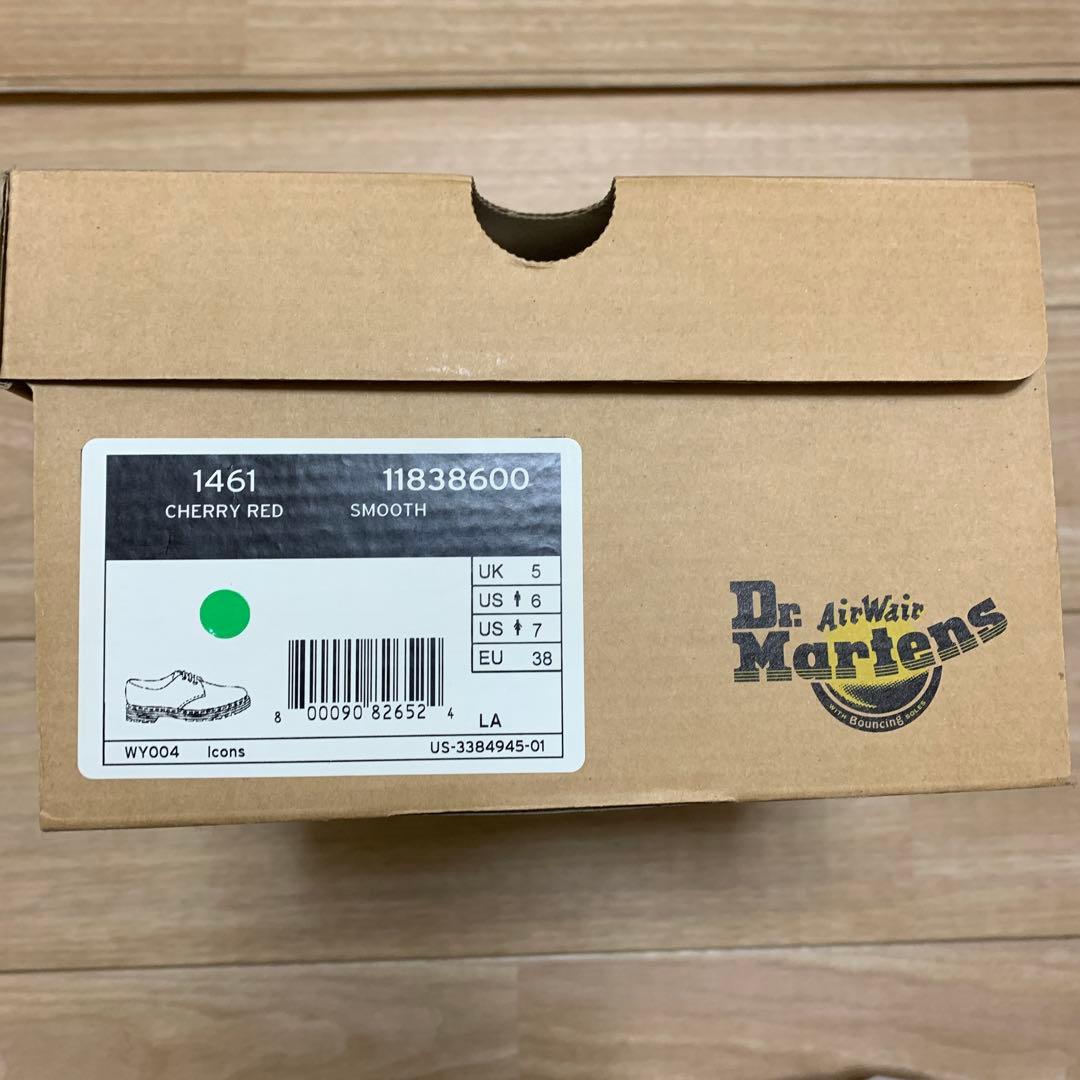 1461 11838600
CHERRY RED SMOOTH
UK 5
US 6
US 7
EU 38
8 00090 82652 4
LA
WY004 Icons US-3384945-01
Dr. AirWair
Martens
WITH Bouncing SOLES